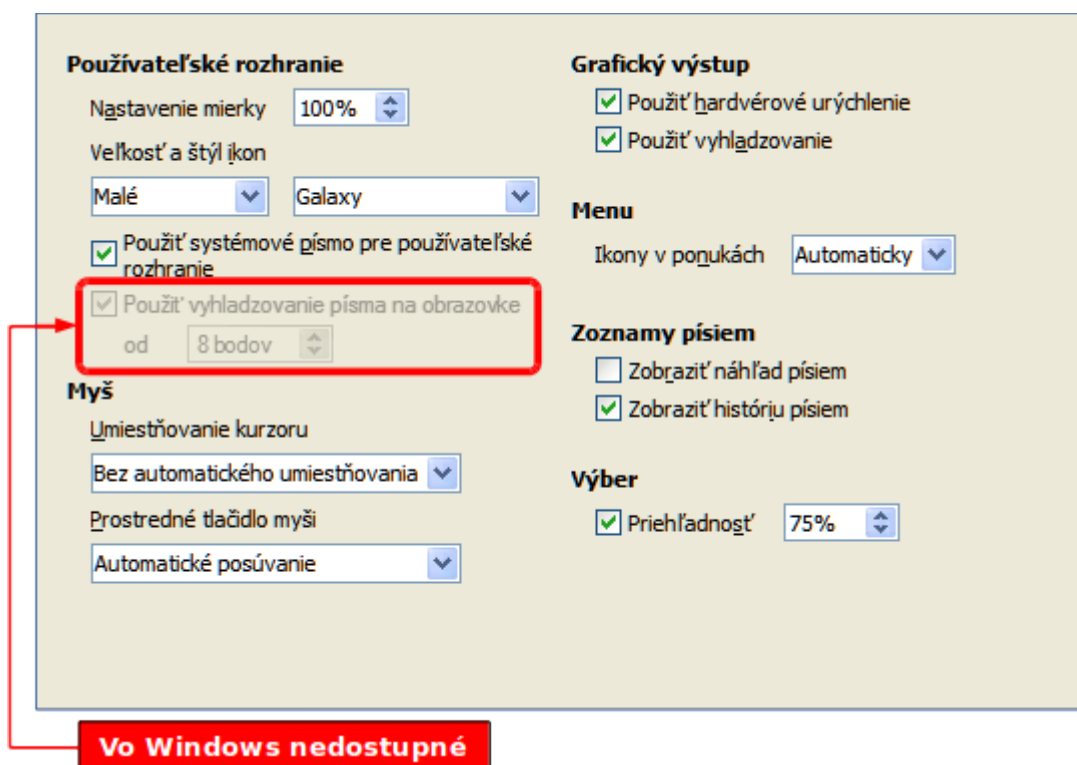 Používateľské rozhranie
Nastavenie mierky 100%
Veľkosť a štýl ikon
Malé Galaxy
Použiť systémové písmo pre používateľské
rozhranie
Použiť vyhladzovanie písma na obrazovke
od 8 bodov
Myš
Umiestňovanie kurzoru
Bez automatického umiestňovania
Prostredné tlačidlo myši
Automatické posúvanie
Grafický výstup
Použiť hardvérové urýchlenie
Použiť vyhladzovanie
Menu
Ikony v ponukách Automaticky
Zoznamy písiem
Zobraziť náhľad písiem
Zobraziť históriu písiem
Výber
Priehľadnosť 75%
Vo Windows nedostupné